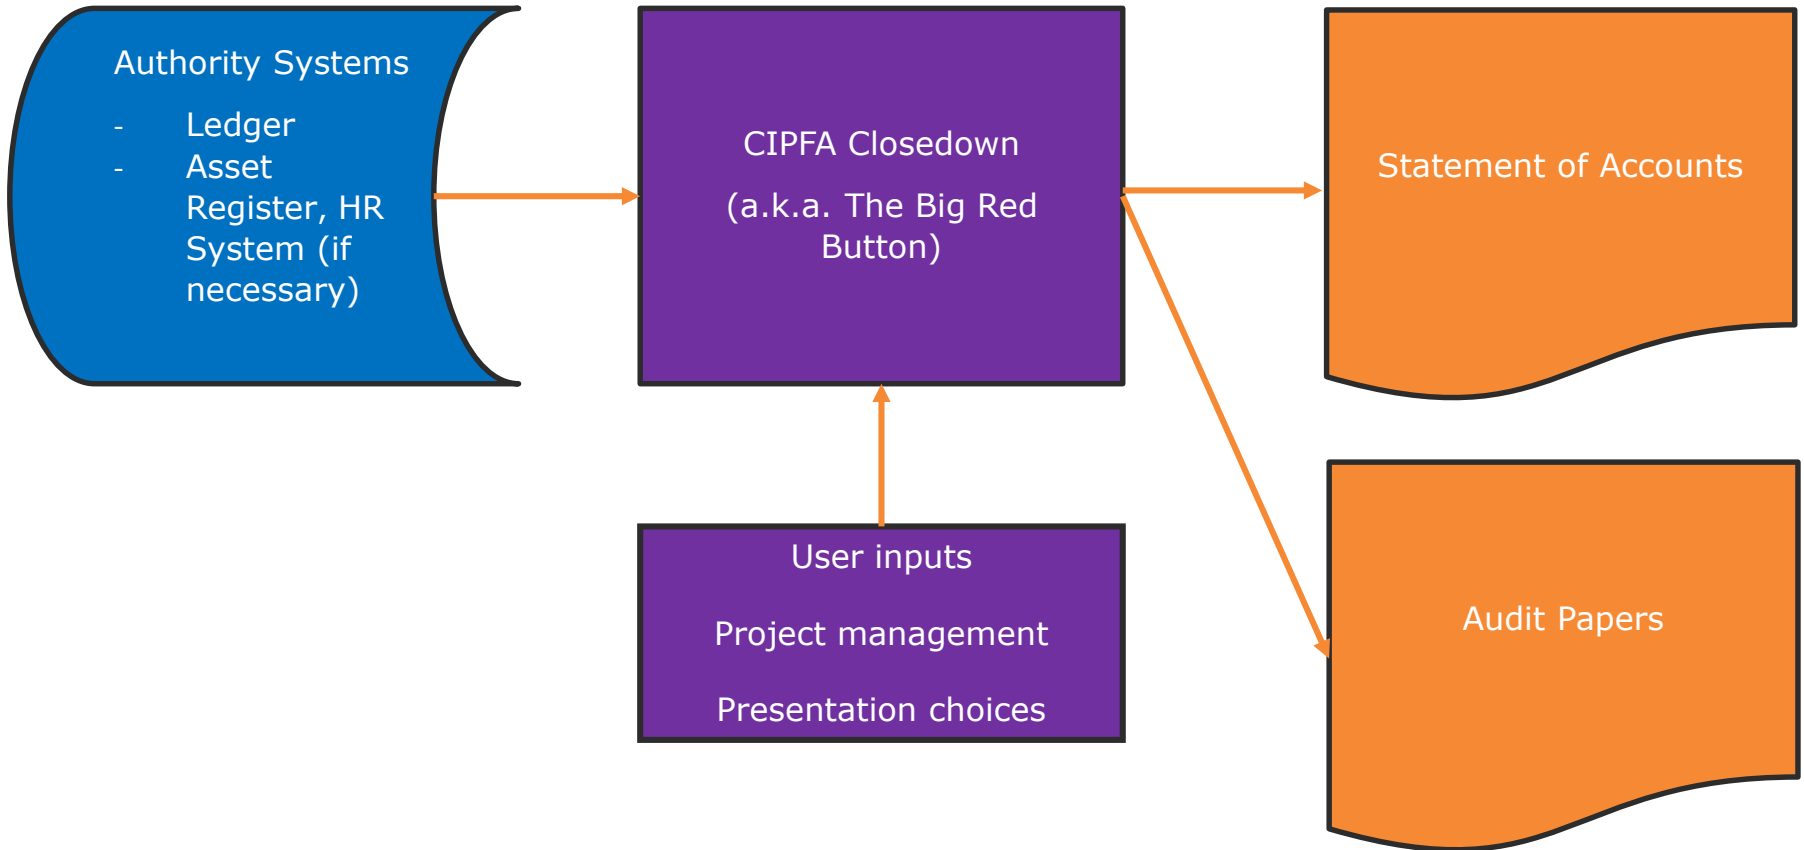 Authority Systems
- Ledger
- Asset
Register, HR
System (if
necessary)
CIPFA Closedown
(a.k.a. The Big Red
Button)
Statement of Accounts
User inputs
Project management
Presentation choices
Audit Papers